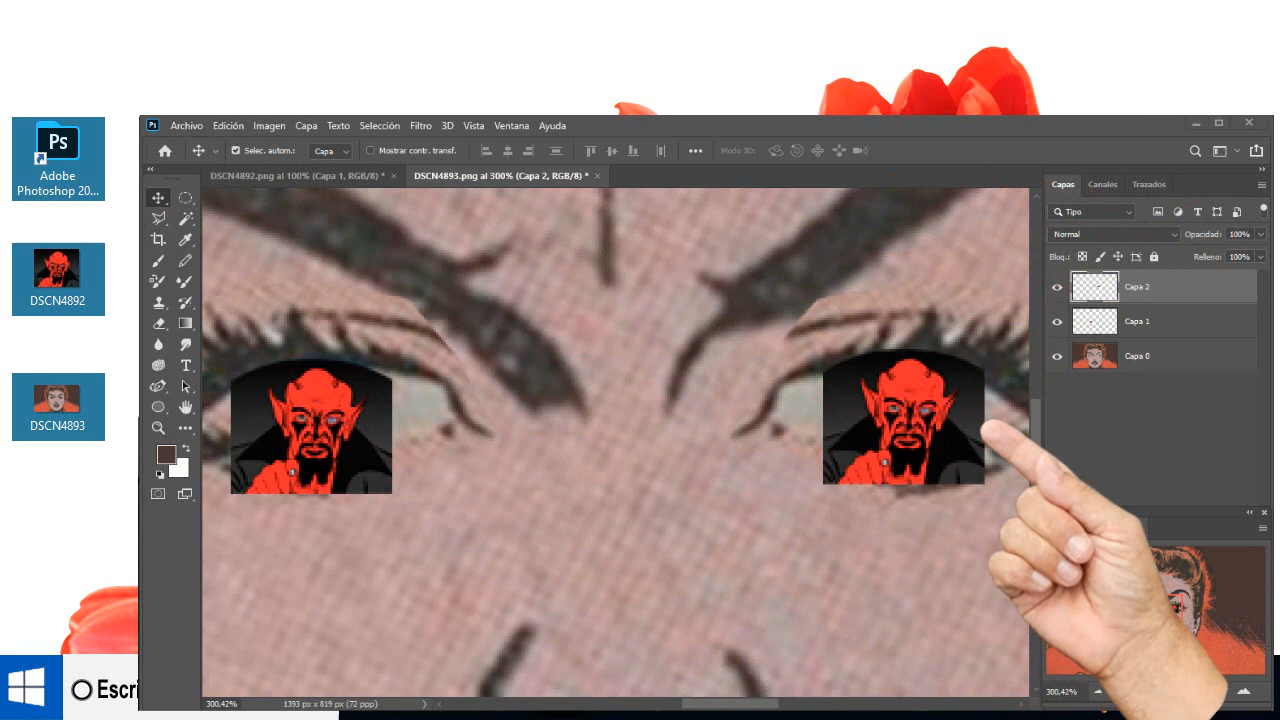 Ps
Adobe
Photoshop 20...
DSCN4892
DSCN4893
Escri
Ps
Archivo Edición Imagen Capa Texto Selección Filtro 3D Vista Ventana Ayuda
Selec. autom.: Capa Mostrar contr. transf. Modo 3D:
DSCN4892.png al 100% (Capa 1, RGB/8) * × DSCN4893.png al 300% (Capa 2, RGB/8) * ×
Capas Canales Trazados
Tipo
Normal Opacidad: 100%
Bloq.: Relleno: 100%
Capa 2
Capa 1
Capa 0
300,42%
300,42% 1393 px x 819 px (72 ppp)